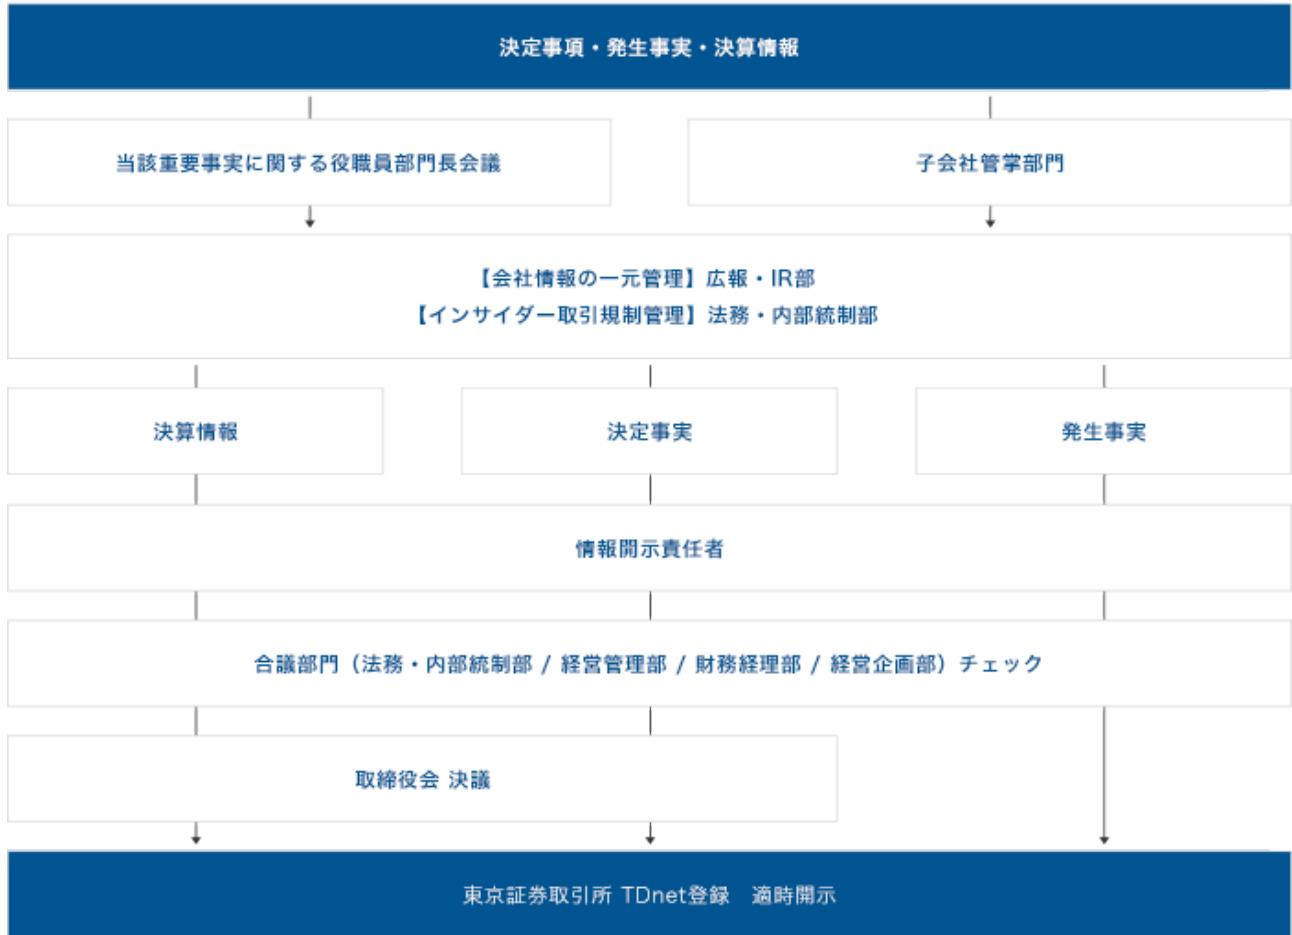 決定事項・発生事実・決算情報
当該重要事実に関する役職員部門長会議
子会社管掌部門
【会社情報の一元管理】広報・IR部
【インサイダー取引規制管理】法務・内部統制部
決算情報
決定事実
発生事実
情報開示責任者
合議部門（法務・内部統制部 / 経営管理部 / 財務経理部 / 経営企画部）チェック
取締役会 決議
東京証券取引所 TDnet登録　適時開示